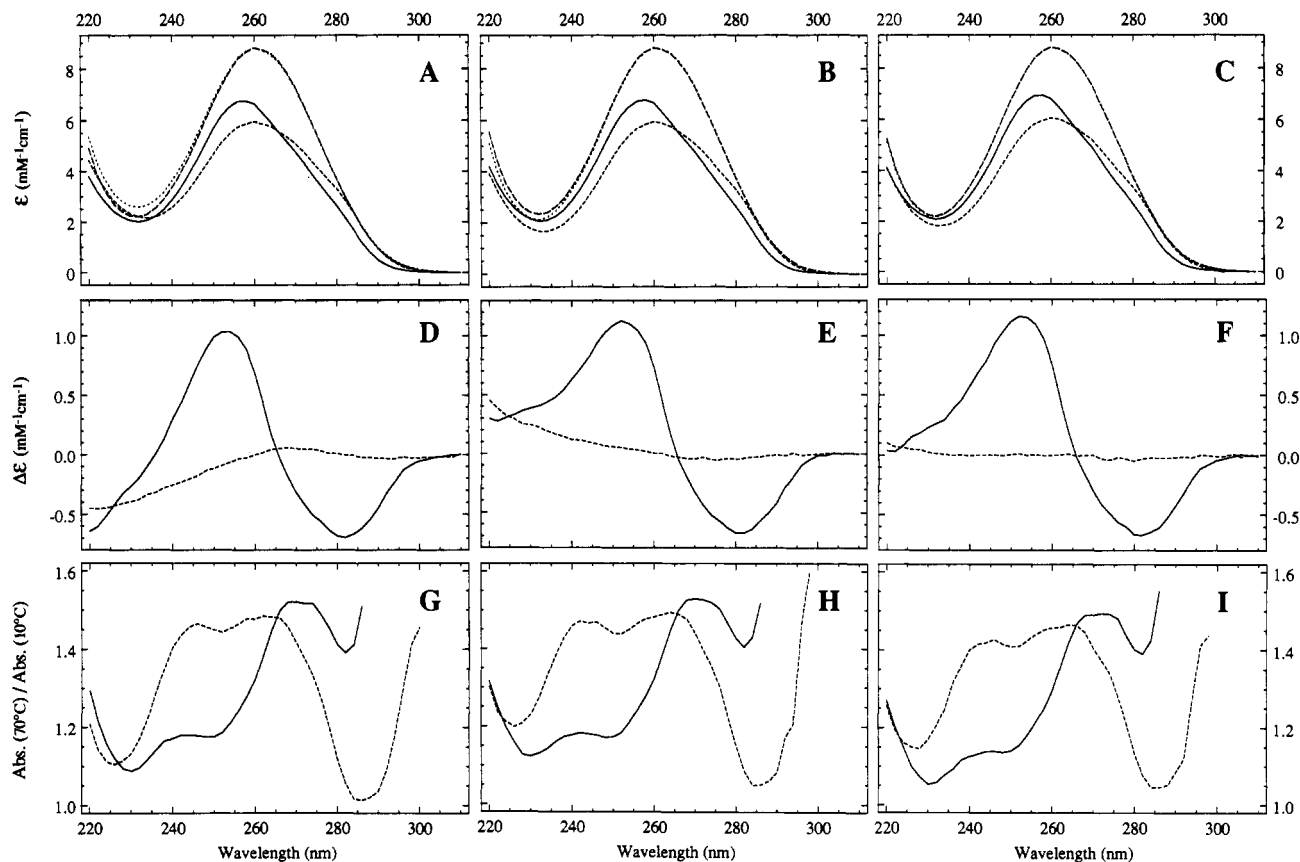 220 240 260 280 300 220 240 260 280 300 220 240 260 280 300
A B C
8 8
6 6
4 4
2 2
0 0
ε (mM⁻¹cm⁻¹)
D E F
1.0 1.0
0.5 0.5
0.0 0.0
-0.5 -0.5
Δε (mM⁻¹cm⁻¹)
1.6 1.6
G H I
1.4 1.4
1.2 1.2
1.0 1.0
Abs. (70°C) / Abs. (10°C)
220 240 260 280 300 220 240 260 280 300 220 240 260 280 300
Wavelength (nm) Wavelength (nm) Wavelength (nm)